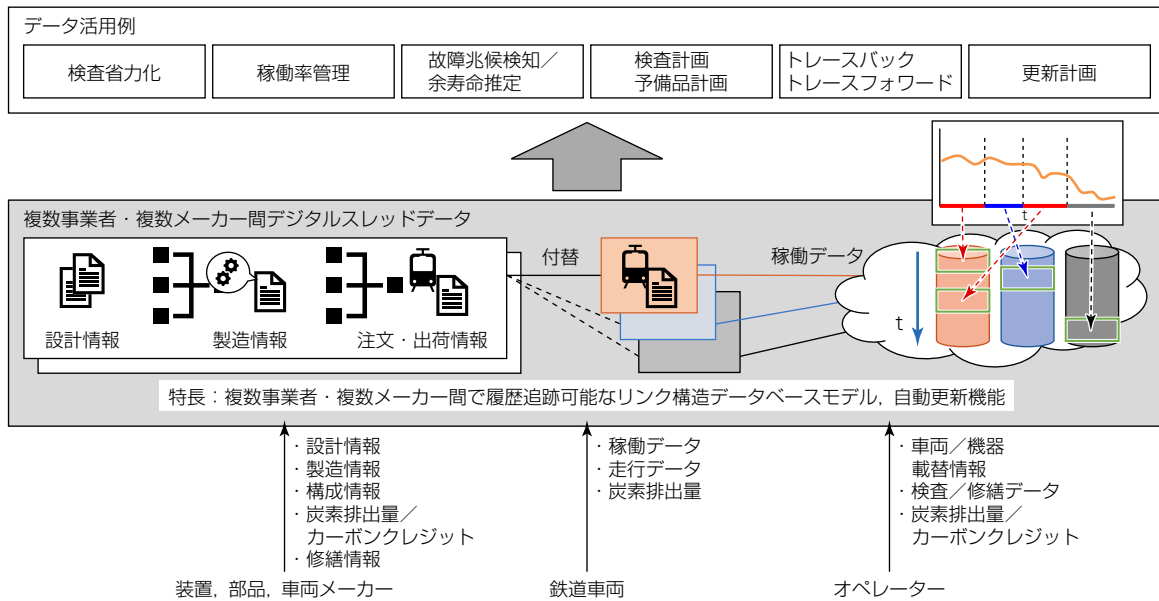 データ活用例
検査省力化
稼働率管理
故障兆候検知／
余寿命推定
検査計画
予備品計画
トレースバック
トレースフォワード
更新計画
t
複数事業者・複数メーカー間デジタルスレッドデータ
設計情報
製造情報
注文・出荷情報
付替
稼働データ
t
特長：複数事業者・複数メーカー間で履歴追跡可能なリンク構造データベースモデル，自動更新機能
・設計情報
・製造情報
・構成情報
・炭素排出量／
カーボンクレジット
・修繕情報
装置，部品，車両メーカー
・稼働データ
・走行データ
・炭素排出量
鉄道車両
・車両／機器
載替情報
・検査／修繕データ
・炭素排出量／
カーボンクレジット
オペレーター